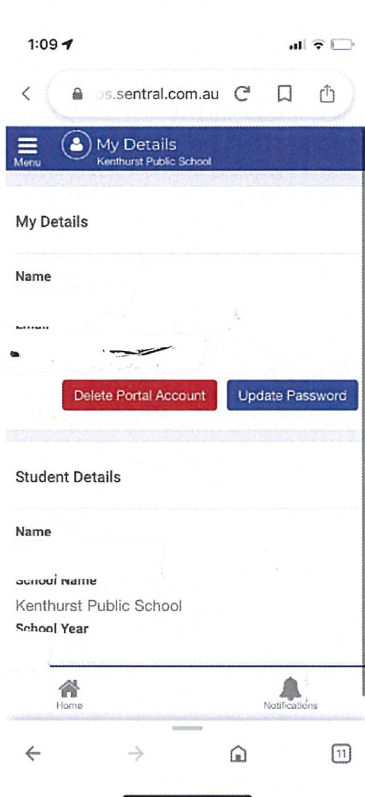 1:09
s.sentral.com.au
My Details
Menu
Kenthurst Public School
My Details
Name
Delete Portal Account
Update Password
Student Details
Name
School Name
Kenthurst Public School
School Year
Home
Notifications
11